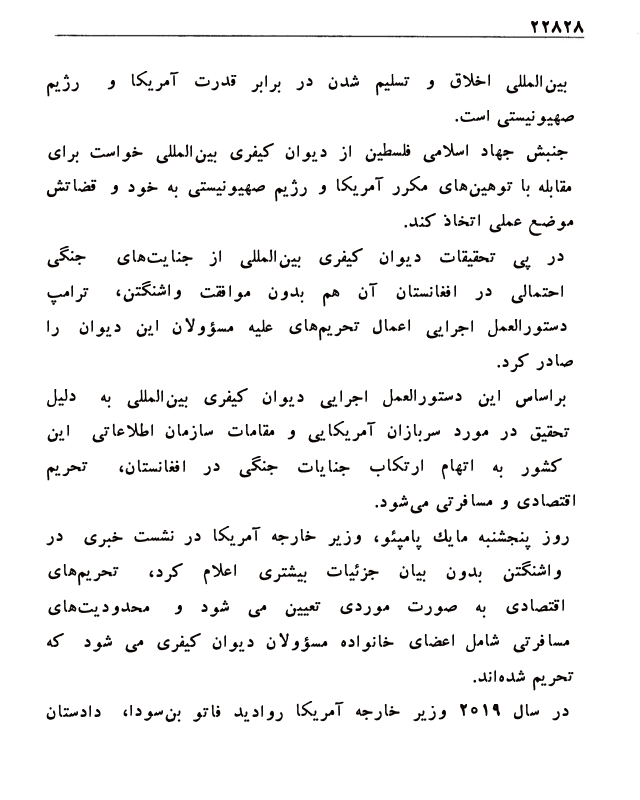 ۲۲۸۲۸
بین‌المللی اخلاق و تسلیم شدن در برابر قدرت آمریکا و رژیم
صهیونیستی است.
جنبش جهاد اسلامی فلسطین از دیوان کیفری بین‌المللی خواست برای
مقابله با توهین‌های مکرر آمریکا و رژیم صهیونیستی به خود و قضاتش
موضع عملی اتخاذ کند.
در پی تحقیقات دیوان کیفری بین‌المللی از جنایت‌های جنگی
احتمالی در افغانستان آن هم بدون موافقت واشنگتن، ترامپ
دستورالعمل اجرایی اعمال تحریم‌های علیه مسؤولان این دیوان را
صادر کرد.
براساس این دستورالعمل اجرایی دیوان کیفری بین‌المللی به دلیل
تحقیق در مورد سربازان آمریکایی و مقامات سازمان اطلاعاتی این
کشور به اتهام ارتکاب جنایات جنگی در افغانستان، تحریم
اقتصادی و مسافرتی می‌شود.
روز پنجشنبه مایك پامپئو، وزیر خارجه آمریکا در نشست خبری در
واشنگتن بدون بیان جزئیات بیشتری اعلام کرد، تحریم‌های
اقتصادی به صورت موردی تعیین می شود و محدودیت‌های
مسافرتی شامل اعضای خانواده مسؤولان دیوان کیفری می شود که
تحریم شده‌اند.
در سال ۲۰۱۹ وزیر خارجه آمریکا روادید فاتو بن‌سودا، دادستان